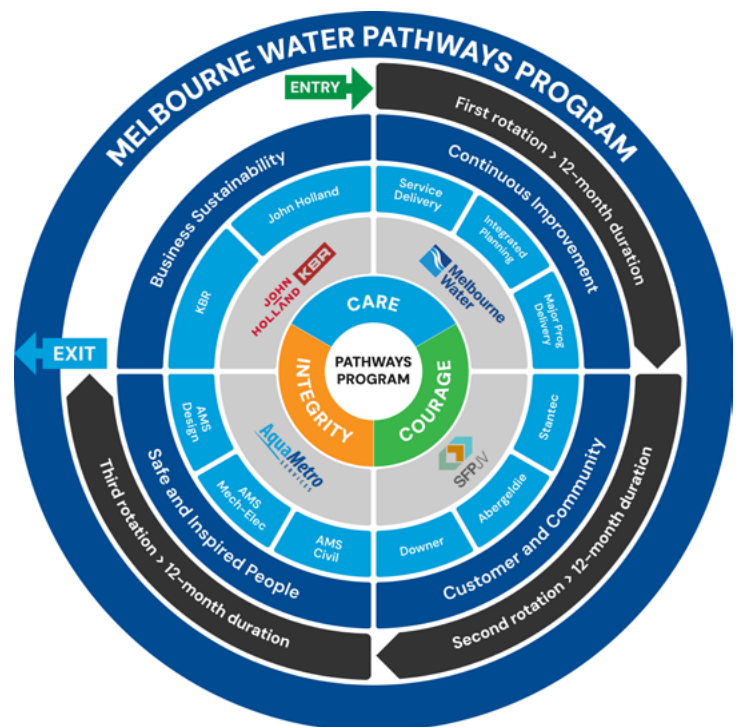 MELBOURNE WATER PATHWAYS PROGRAM
ENTRY
First rotation > 12-month duration
Second rotation > 12-month duration
Third rotation > 12-month duration
EXIT
Business Sustainability
Continuous Improvement
Customer and Community
Safe and Inspired People
John Holland
KBR
Service
Delivery
Integrated
Planning
Major Prog
Delivery
Stantec
Abergeldie
Downer
AMS
Civil
AMS
Mech-Elec
AMS
Design
JOHN
HOLLAND
KBR
Melbourne
Water
SFPJV
AquaMetro
SERVICES
CARE
COURAGE
INTEGRITY
PATHWAYS
PROGRAM